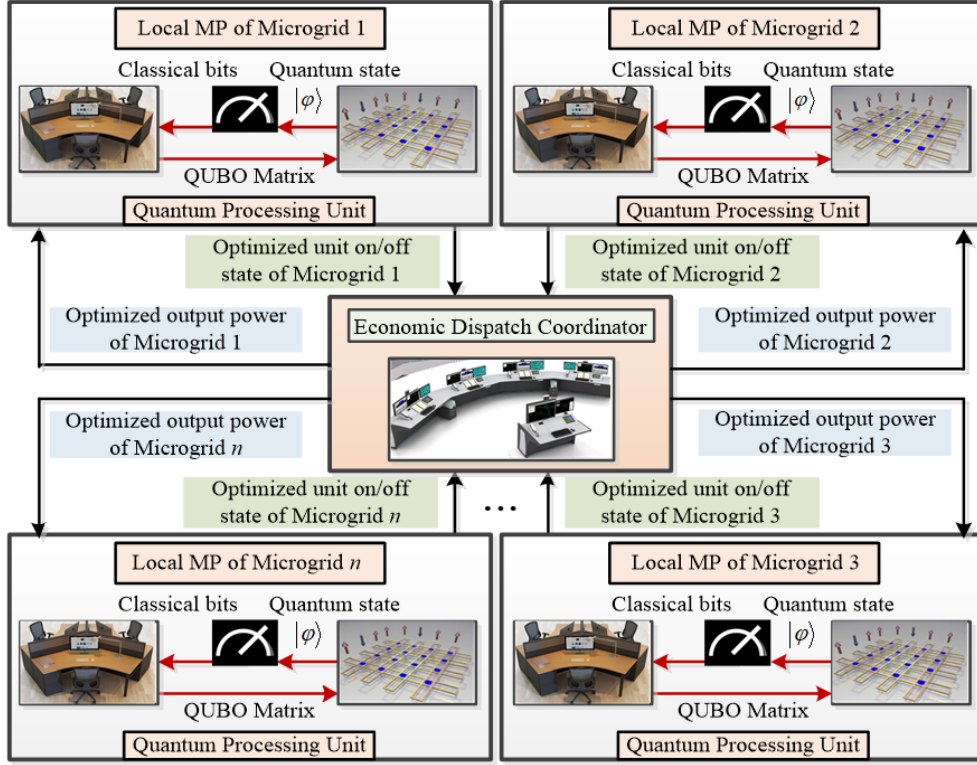 Local MP of Microgrid 1
Classical bits
Quantum state
|φ⟩
QUBO Matrix
Quantum Processing Unit
Local MP of Microgrid 2
Classical bits
Quantum state
|φ⟩
QUBO Matrix
Quantum Processing Unit
Optimized unit on/off
state of Microgrid 1
Optimized unit on/off
state of Microgrid 2
Optimized output power
of Microgrid 1
Economic Dispatch Coordinator
Optimized output power
of Microgrid 2
Optimized output power
of Microgrid n
Optimized output power
of Microgrid 3
Optimized unit on/off
state of Microgrid n
...
Optimized unit on/off
state of Microgrid 3
Local MP of Microgrid n
Classical bits
Quantum state
|φ⟩
QUBO Matrix
Quantum Processing Unit
Local MP of Microgrid 3
Classical bits
Quantum state
|φ⟩
QUBO Matrix
Quantum Processing Unit